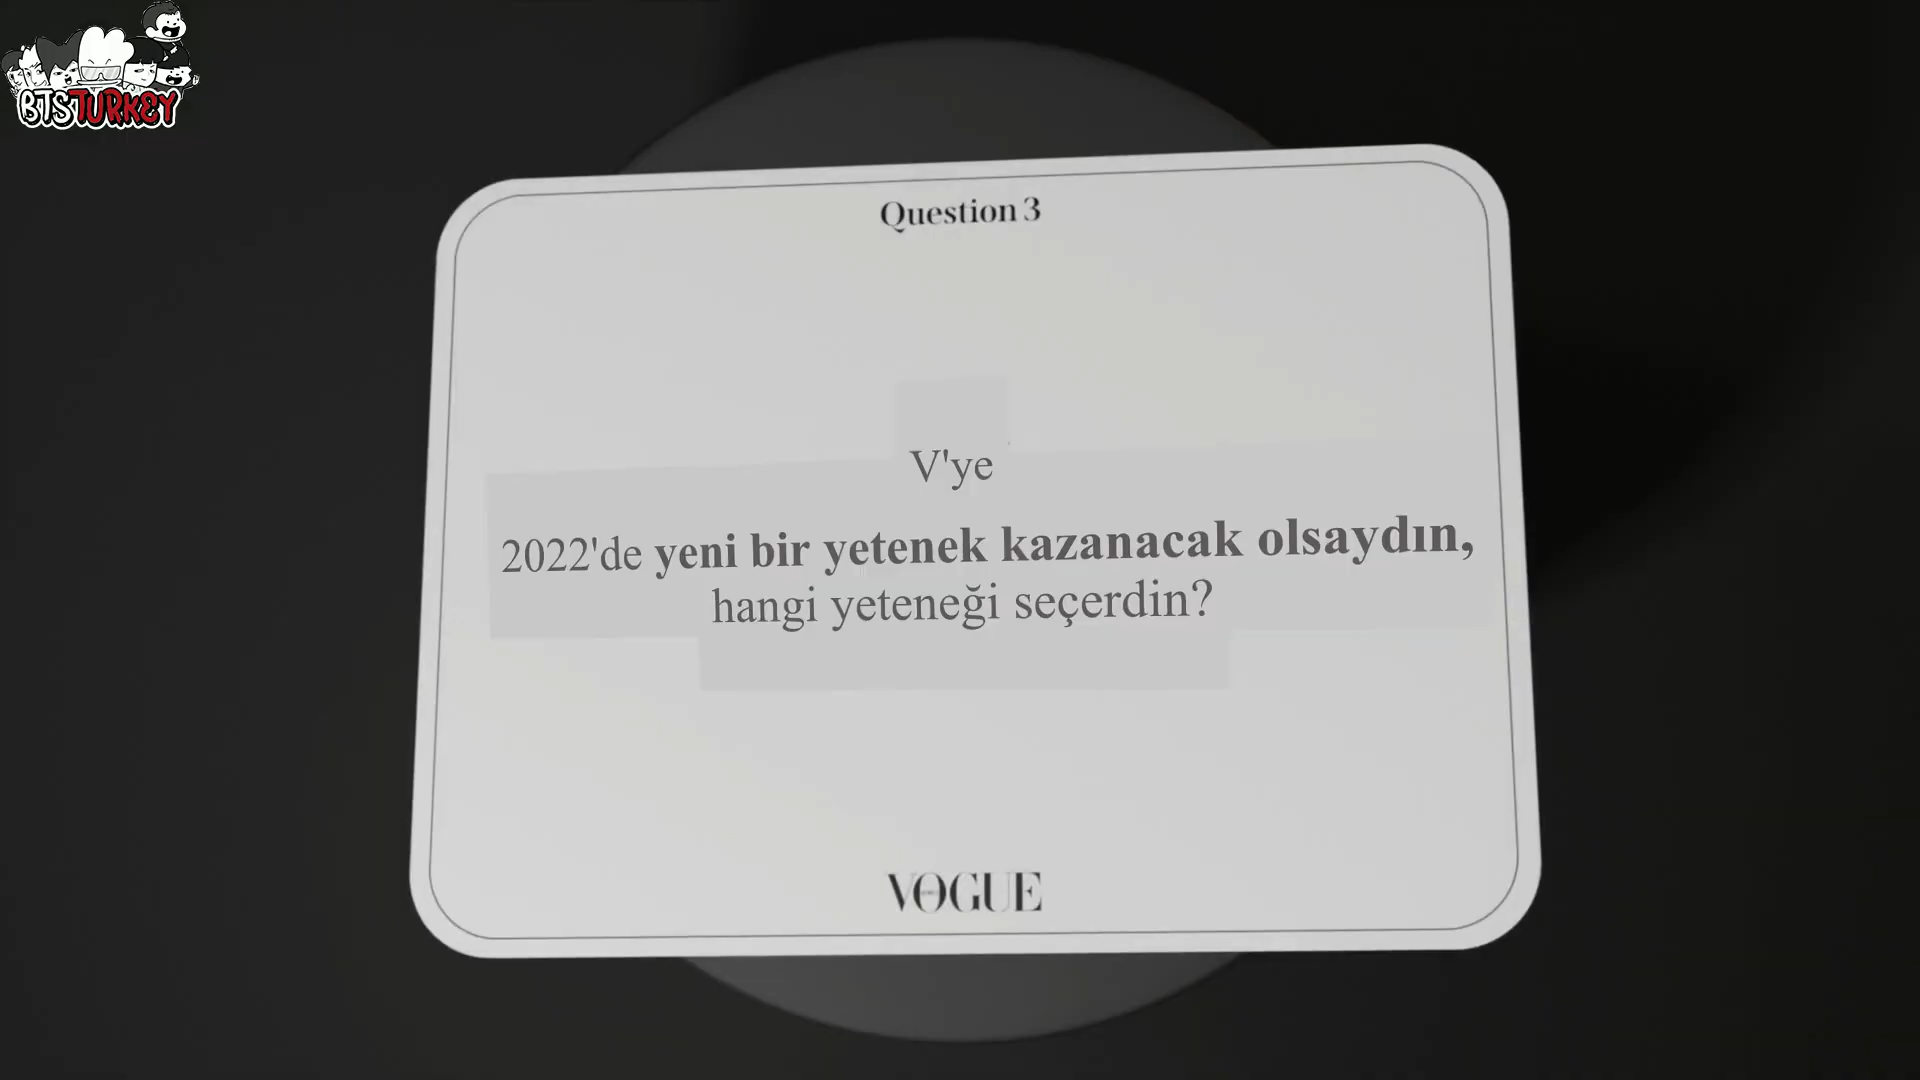 BTSTURKEY
Question 3
V'ye
2022'de yeni bir yetenek kazanacak olsaydın,
hangi yeteneği seçerdin?
VOGUE